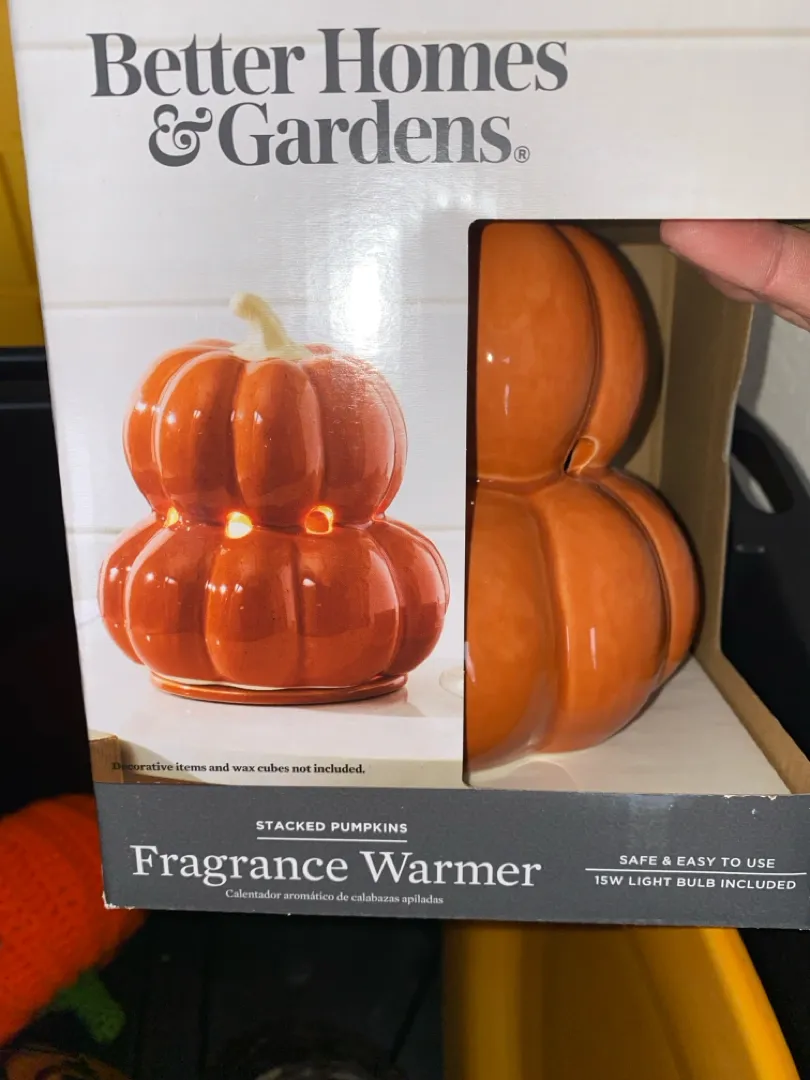 Better Homes
& Gardens®
Decorative items and wax cubes not included.
STACKED PUMPKINS
Fragrance Warmer
Calentador aromático de calabazas apiladas
SAFE & EASY TO USE
15W LIGHT BULB INCLUDED